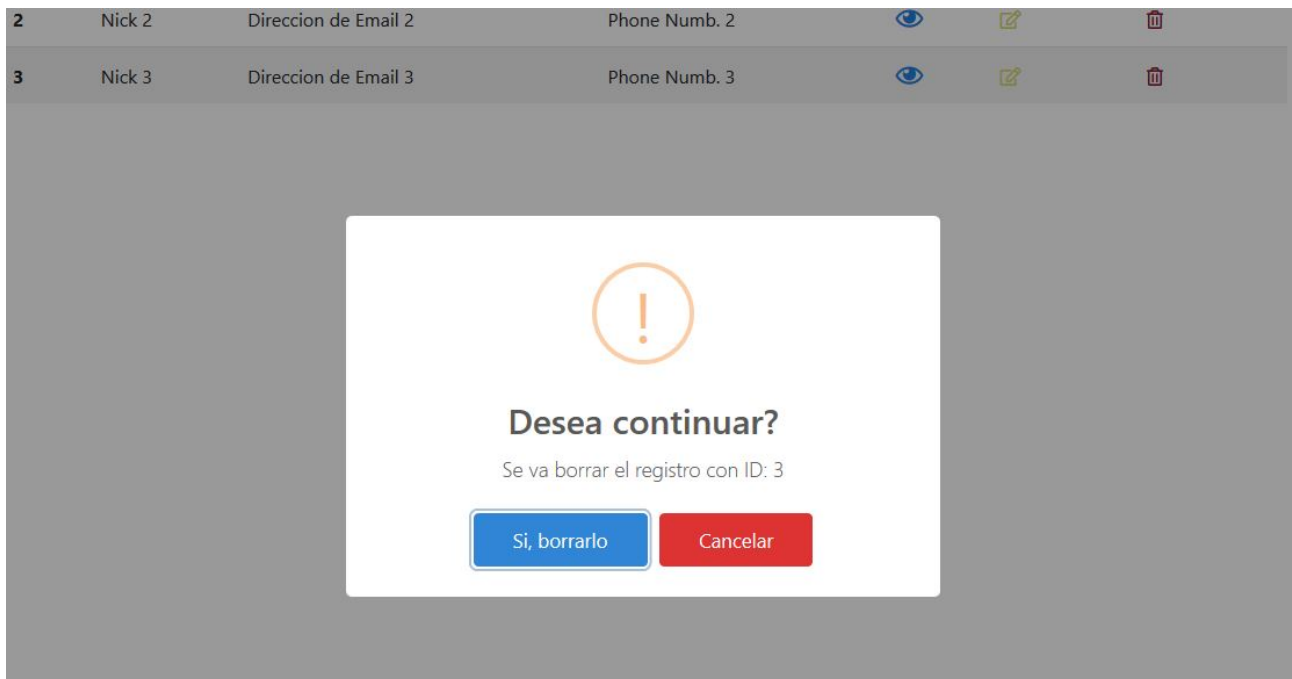 2 Nick 2 Direccion de Email 2 Phone Numb. 2
3 Nick 3 Direccion de Email 3 Phone Numb. 3
!
Desea continuar?
Se va borrar el registro con ID: 3
Si, borrarlo Cancelar